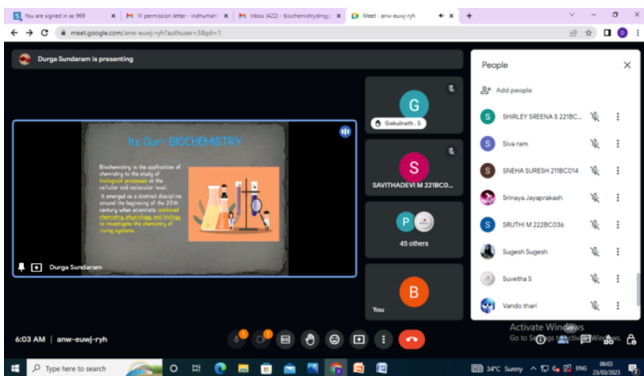 You are signed in as 969
IV permission letter - indhumath
Inbox (422) - biochemistrydmgc
Meet - anw-euwj-ryh
meet.google.com/anw-euwj-ryh?authuser=3&pli=1
Durga Sundaram is presenting
Its Our- BIOCHEMISTRY
Biochemistry is the application of
chemistry to the study of
biological processes at the
cellular and molecular level.
It emerged as a distinct discipline
around the beginning of the 20th
century when scientists combined
chemistry, physiology, and biology
to investigate the chemistry of
living systems.
Durga Sundaram
G
Gokulnath . S
S
SAVITHADEVI M 221BC0...
P
45 others
B
You
People
Add people
S SHIRLEY SREENA S 221BC...
S Siva ram
S SNEHA SURESH 211BC014
Srinaya Jayaprakash
S SRUTHI M 222BC036
Sugesh Sugesh
Suvetha S
Vando thari
Activate Windows
Go to Settings to activate Windows.
6:03 AM | anw-euwj-ryh
Type here to search
34°C Sunny
ENG
06:03
23/03/2023